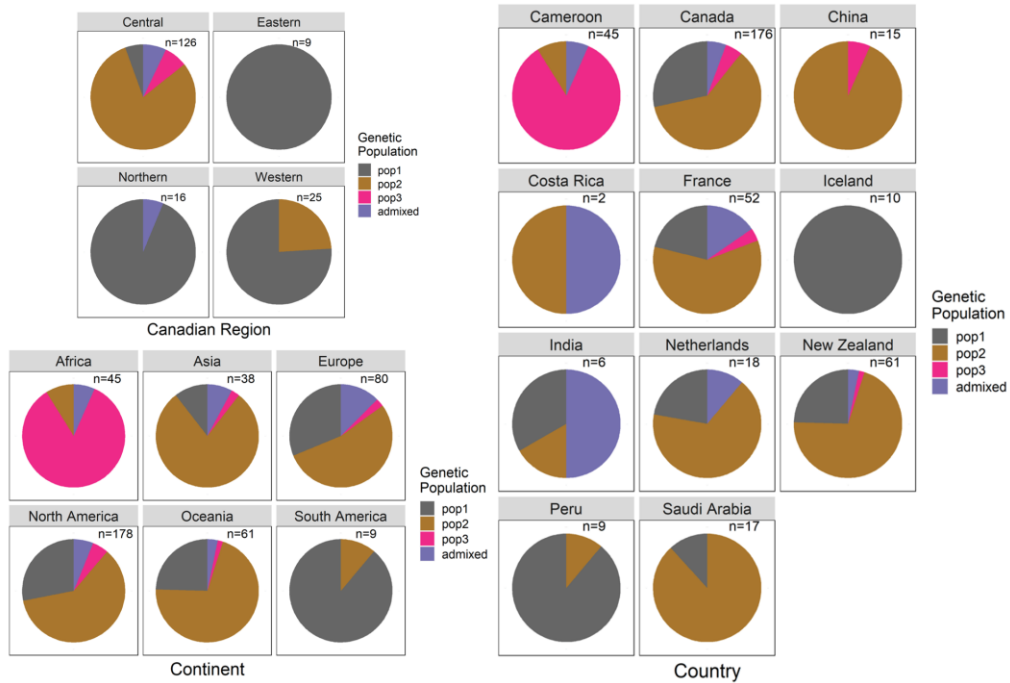 Central
Eastern
n=126
n=9
Northern
Western
n=16
n=25
Genetic
Population
pop1
pop2
pop3
admixed
Canadian Region
Africa
Asia
Europe
n=45
n=38
n=80
North America
Oceania
South America
n=178
n=61
n=9
Genetic
Population
pop1
pop2
pop3
admixed
Continent
Cameroon
Canada
China
n=45
n=176
n=15
Costa Rica
France
Iceland
n=2
n=52
n=10
India
Netherlands
New Zealand
n=6
n=18
n=61
Peru
Saudi Arabia
n=9
n=17
Genetic
Population
pop1
pop2
pop3
admixed
Country